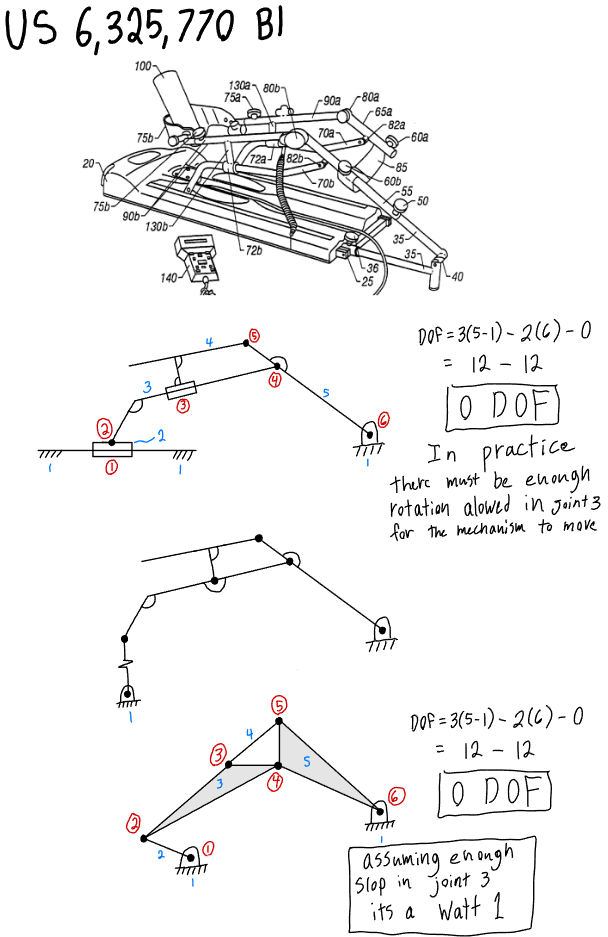 US 6,325,770 B1
100
130a
80b
75a
90a
80a
65a
82a
60a
70a
75b
20
72a
82b
70b
85
60b
55
50
75b
90b
130b
72b
35
35
36
25
40
140
4
5
3
4
3
5
2
2
6
1
1
1
1
DOF = 3(5-1) - 2(6) - 0
= 12 - 12
0 DOF
In practice
there must be enough
rotation alowed in joint 3
for the mechanism to move
1
5
4
3
5
3
4
2
6
2
1
1
1
DOF = 3(5-1) - 2(6) - 0
= 12 - 12
0 DOF
assuming enough
slop in joint 3
its a Watt 1